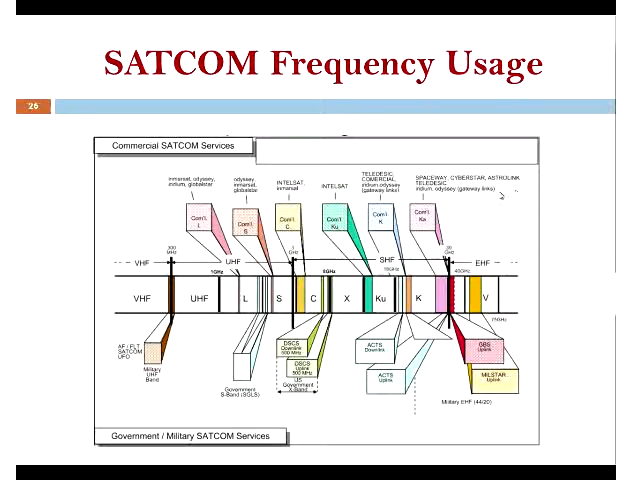 SATCOM Frequency Usage
26
Commercial SATCOM Services
inmarsat, odyssey,
iridium, globalstar
odyssey,
inmarsat,
globalstar
INTELSAT,
inmarsat
INTELSAT
TELEDESIC,
COMERCIAL,
iridium,odyssey
(gateway links)
SPACEWAY, CYBERSTAR, ASTROLINK
TELEDESIC
iridium, odyssey (gateway links)
Com'l.
L
Com'l
S
Com'l
C
Com'l
Ku
Com'l.
K
Com'l.
Ka
300
MHz
GHz
30
GHz
VHF
UHF
SHF
EHF
1GHz
8GHz
40GHz
VHF
UHF
L
S
C
X
Ku
K
V
77GHz
AF / FLT
SATCOM
UFO
Military
UHF
Band
Government
S-Band (SGLS)
DSCS
Downlink
500 MHz
DSCS
Uplink
500 MHz
US
Government
X-Band
ACTS
Downlink
ACTS
Uplink
GBS
Uplink
MILSTAR
Uplink
Military EHF (44/20)
Government / Military SATCOM Services